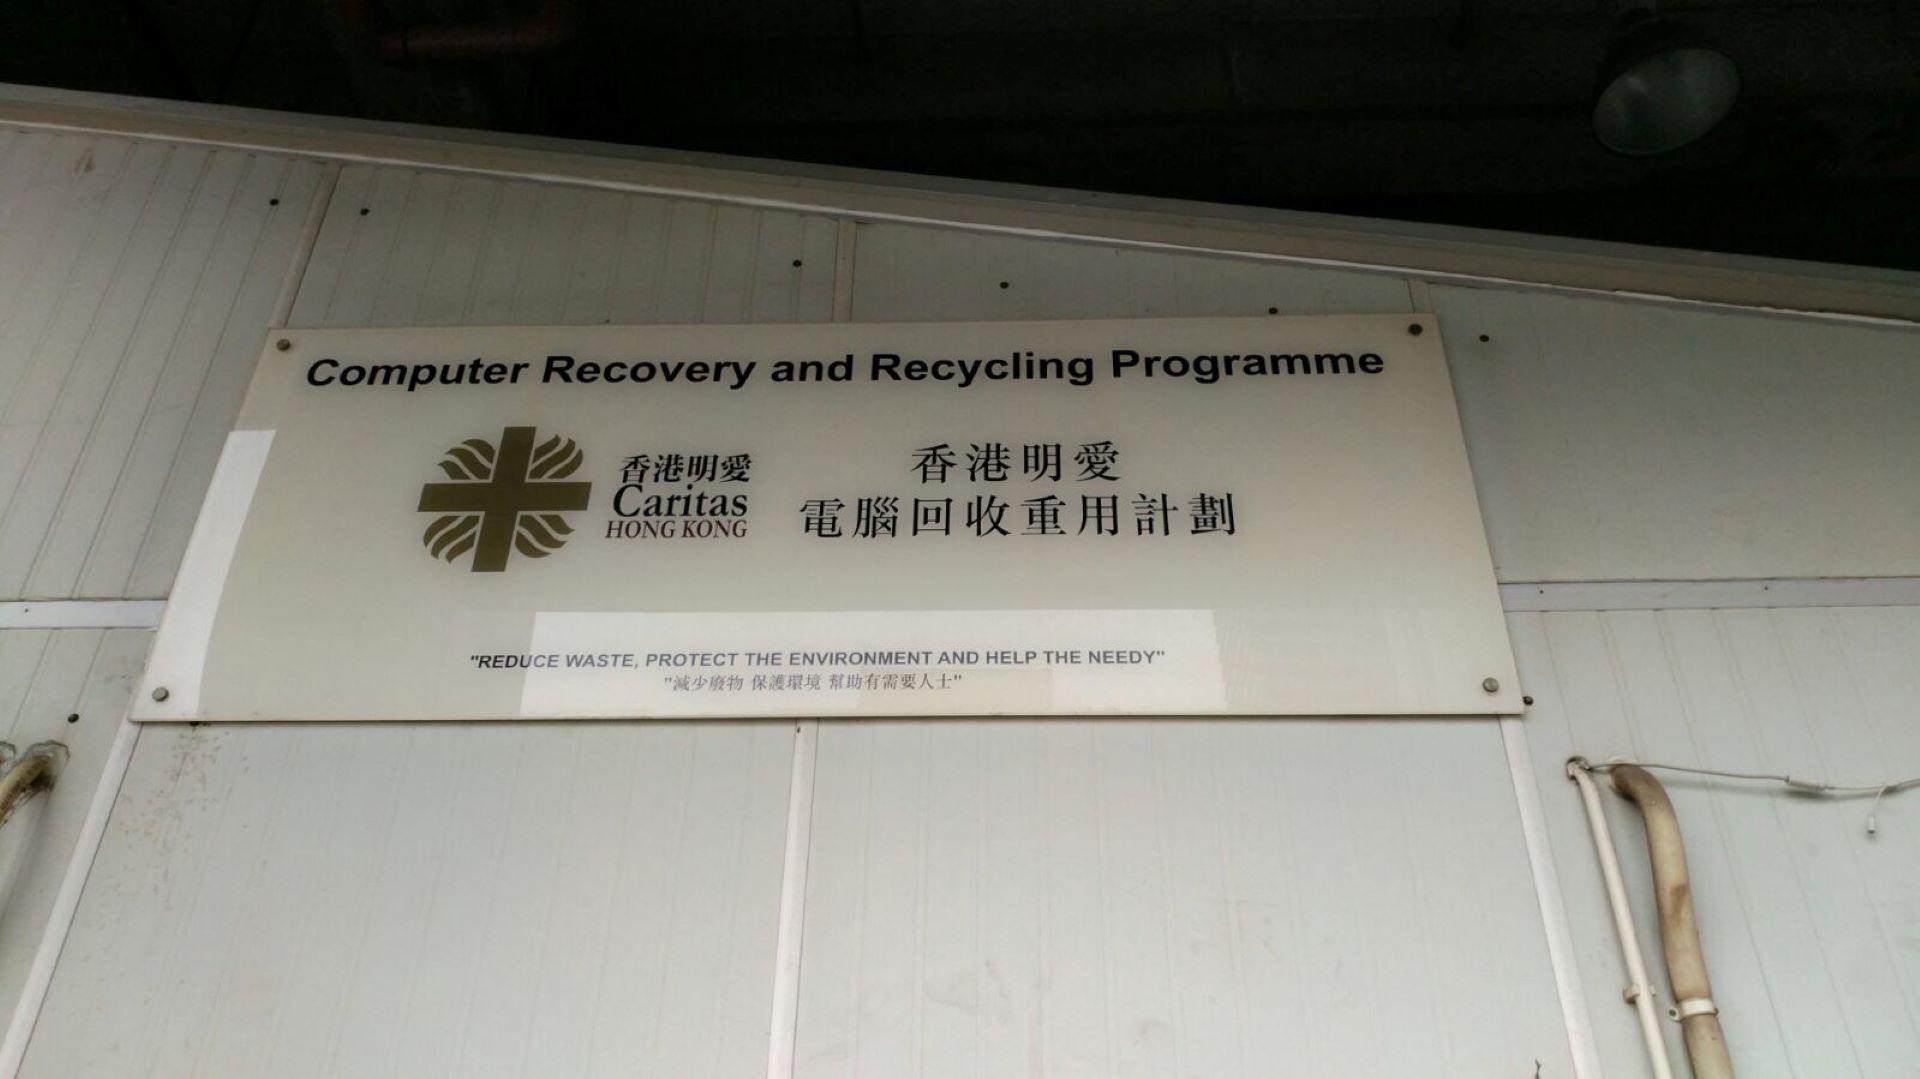 Computer Recovery and Recycling Programme
香港明愛
Caritas
HONG KONG
香港明愛
電腦回收重用計劃
"REDUCE WASTE, PROTECT THE ENVIRONMENT AND HELP THE NEEDY"
"減少廢物 保護環境 幫助有需要人士"